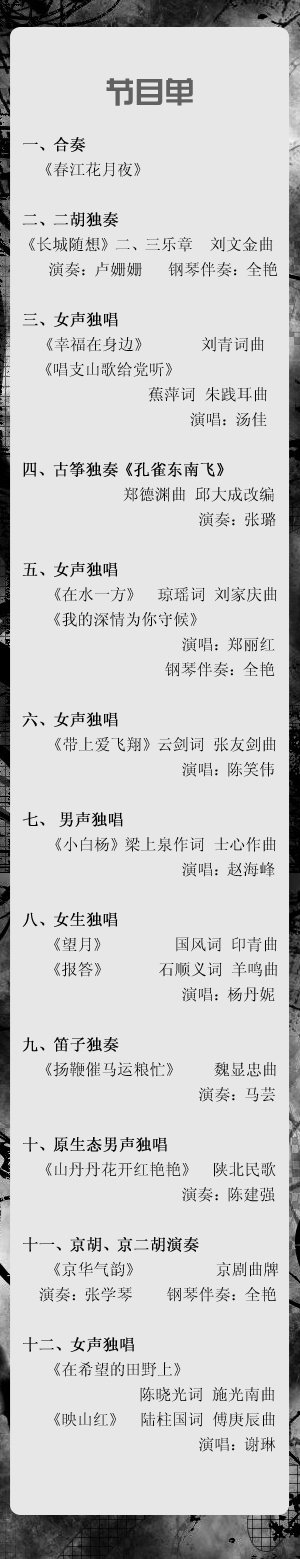 节目单
一、合奏
《春江花月夜》
二、二胡独奏
《长城随想》二、三乐章 刘文金曲
演奏：卢姗姗 钢琴伴奏：全艳
三、女声独唱
《幸福在身边》 刘青词曲
《唱支山歌给党听》
蕉萍词 朱践耳曲
演唱：汤佳
四、古筝独奏《孔雀东南飞》
郑德渊曲 邱大成改编
演奏：张璐
五、女声独唱
《在水一方》 琼瑶词 刘家庆曲
《我的深情为你守候》
演唱：郑丽红
钢琴伴奏：全艳
六、女声独唱
《带上爱飞翔》云剑词 张友剑曲
演唱：陈笑伟
七、 男声独唱
《小白杨》梁上泉作词 士心作曲
演唱：赵海峰
八、女生独唱
《望月》 国风词 印青曲
《报答》 石顺义词 羊鸣曲
演唱：杨丹妮
九、笛子独奏
《扬鞭催马运粮忙》 魏显忠曲
演奏：马芸
十、原生态男声独唱
《山丹丹花开红艳艳》 陕北民歌
演奏：陈建强
十一、京胡、京二胡演奏
《京华气韵》 京剧曲牌
演奏：张学琴 钢琴伴奏：全艳
十二、女声独唱
《在希望的田野上》
陈晓光词 施光南曲
《映山红》 陆柱国词 傅庚辰曲
演唱：谢琳